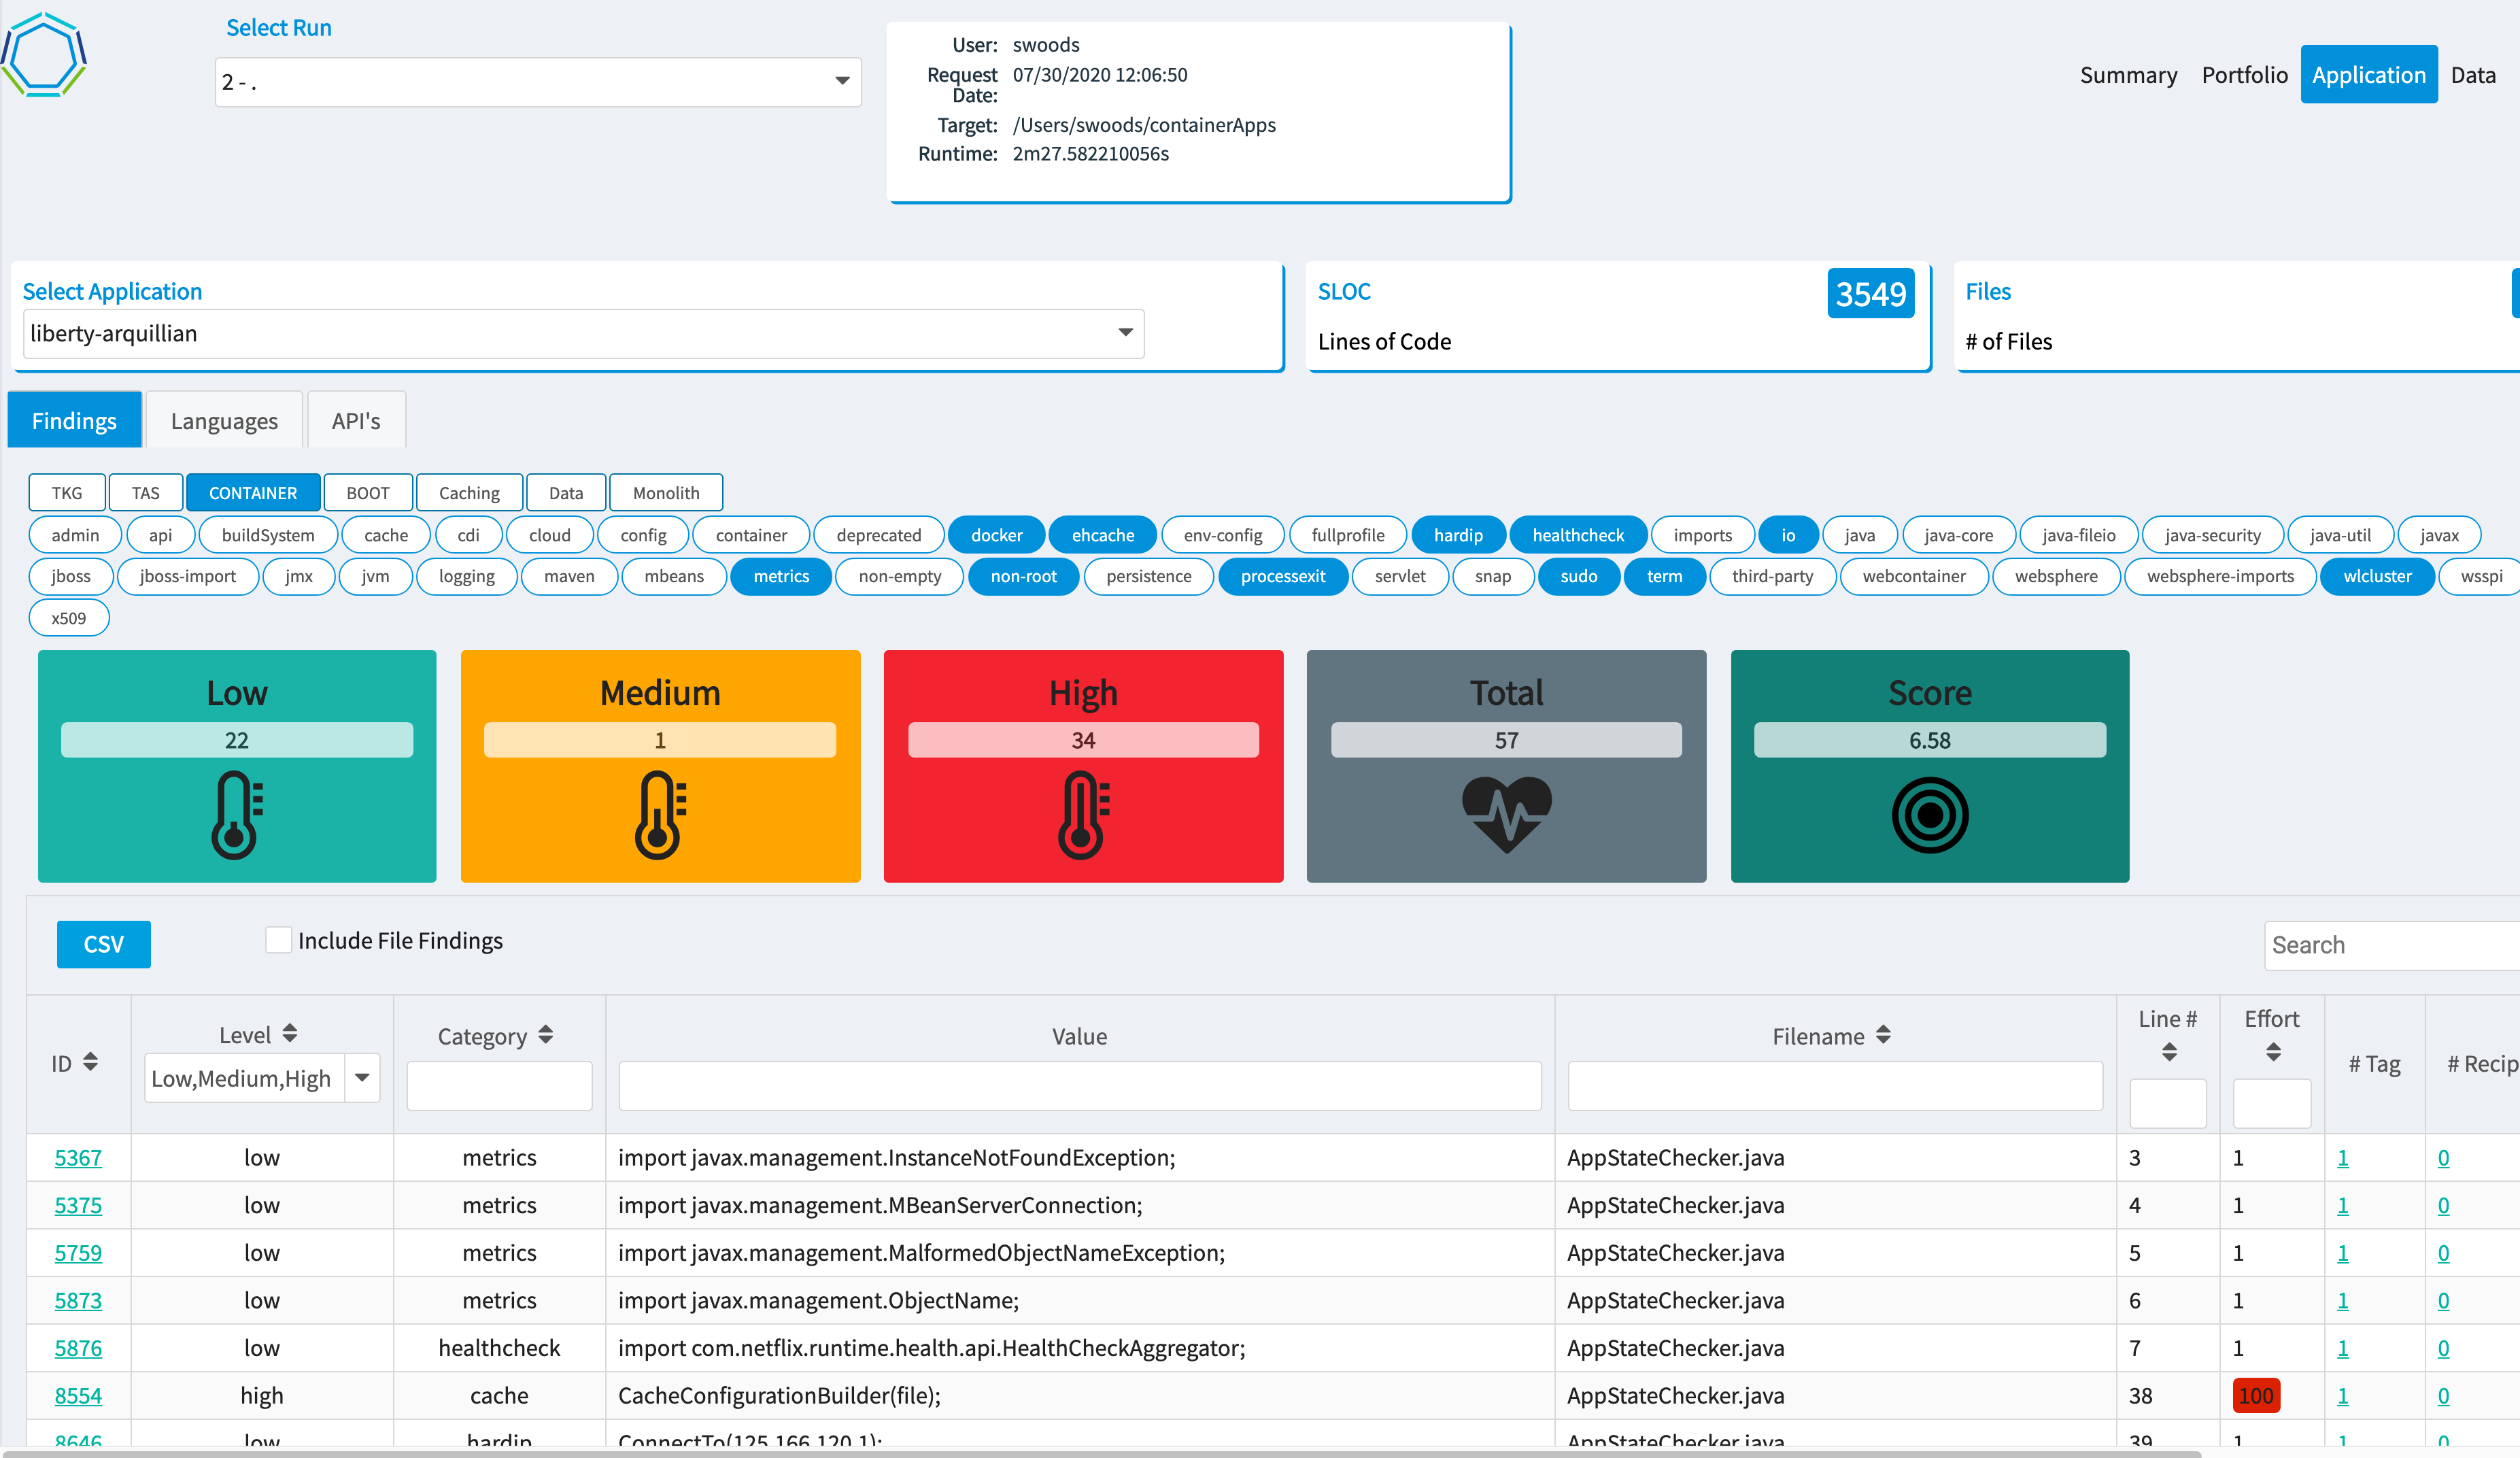 Select Run
2 - .
User: swoods
Request Date: 07/30/2020 12:06:50
Target: /Users/swoods/containerApps
Runtime: 2m27.582210056s
Summary Portfolio Application Data
Select Application
liberty-arquillian
SLOC 3549
Lines of Code
Files
# of Files
Findings Languages API's
TKG TAS CONTAINER BOOT Caching Data Monolith
admin api buildSystem cache cdi cloud config container deprecated docker ehcache env-config fullprofile hardip healthcheck imports io java java-core java-fileio java-security java-util javax
jboss jboss-import jmx jvm logging maven mbeans metrics non-empty non-root persistence processexit servlet snap sudo term third-party webcontainer websphere websphere-imports wlcluster wsspi
x509
Low Medium High Total Score
22 1 34 57 6.58
CSV Include File Findings Search
ID Level Category Value Filename Line # Effort # Tag # Recip
Low,Medium,High
5367 low metrics import javax.management.InstanceNotFoundException; AppStateChecker.java 3 1 1 0
5375 low metrics import javax.management.MBeanServerConnection; AppStateChecker.java 4 1 1 0
5759 low metrics import javax.management.MalformedObjectNameException; AppStateChecker.java 5 1 1 0
5873 low metrics import javax.management.ObjectName; AppStateChecker.java 6 1 1 0
5876 low healthcheck import com.netflix.runtime.health.api.HealthCheckAggregator; AppStateChecker.java 7 1 1 0
8554 high cache CacheConfigurationBuilder(file); AppStateChecker.java 38 100 1 0
8646 low hardip ConnectTo(125.166.120.1); AppStateChecker.java 39 1 1 0